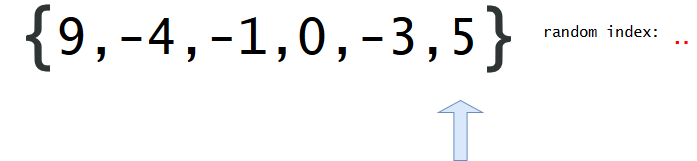 {9,-4,-1,0,-3,5}
random index: ..